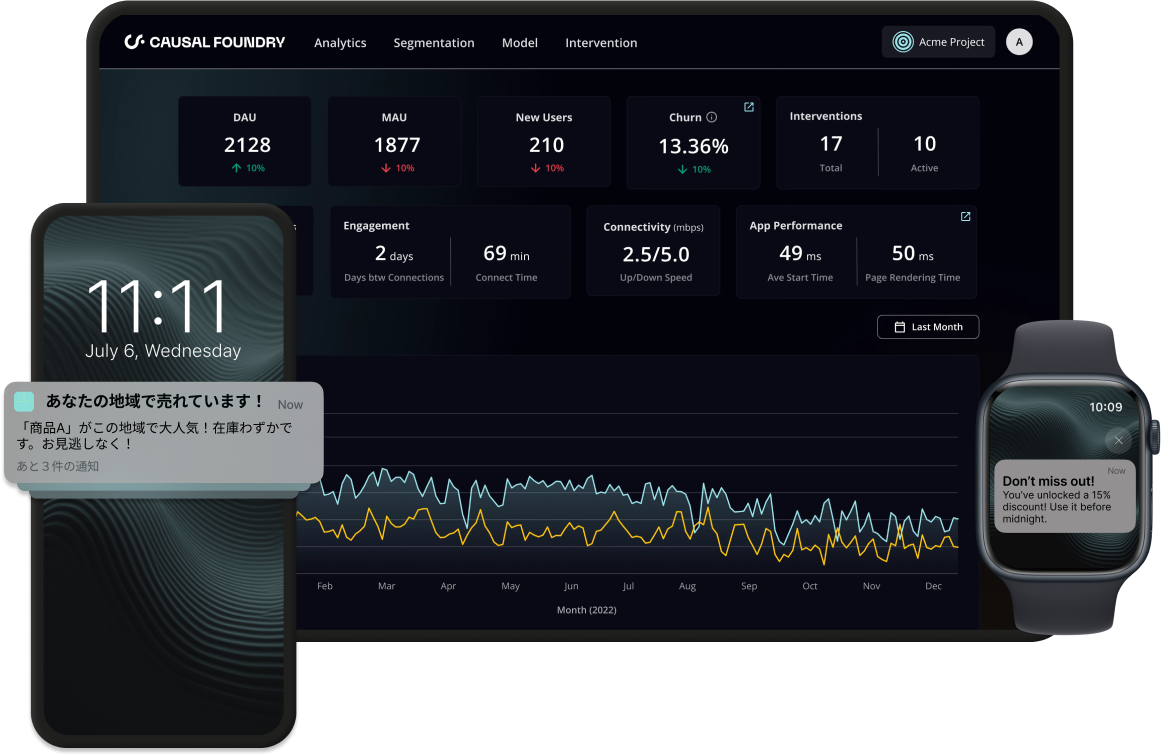 CAUSAL FOUNDRY
Analytics
Segmentation
Model
Intervention
Acme Project
A
DAU
2128
10%
MAU
1877
10%
New Users
210
10%
Churn
13.36%
10%
Interventions
17
Total
10
Active
Engagement
2 days
Days btw Connections
69 min
Connect Time
Connectivity (mbps)
2.5/5.0
Up/Down Speed
App Performance
49 ms
Ave Start Time
50 ms
Page Rendering Time
Last Month
Feb
Mar
Apr
May
Jun
Jul
Aug
Sep
Oct
Nov
Dec
Month (2022)
11:11
July 6, Wednesday
あなたの地域で売れています！
Now
「商品A」がこの地域で大人気！在庫わずかで
す。お見逃しなく！
あと３件の通知
10:09
Now
Don’t miss out!
You’ve unlocked a 15%
discount! Use it before
midnight.